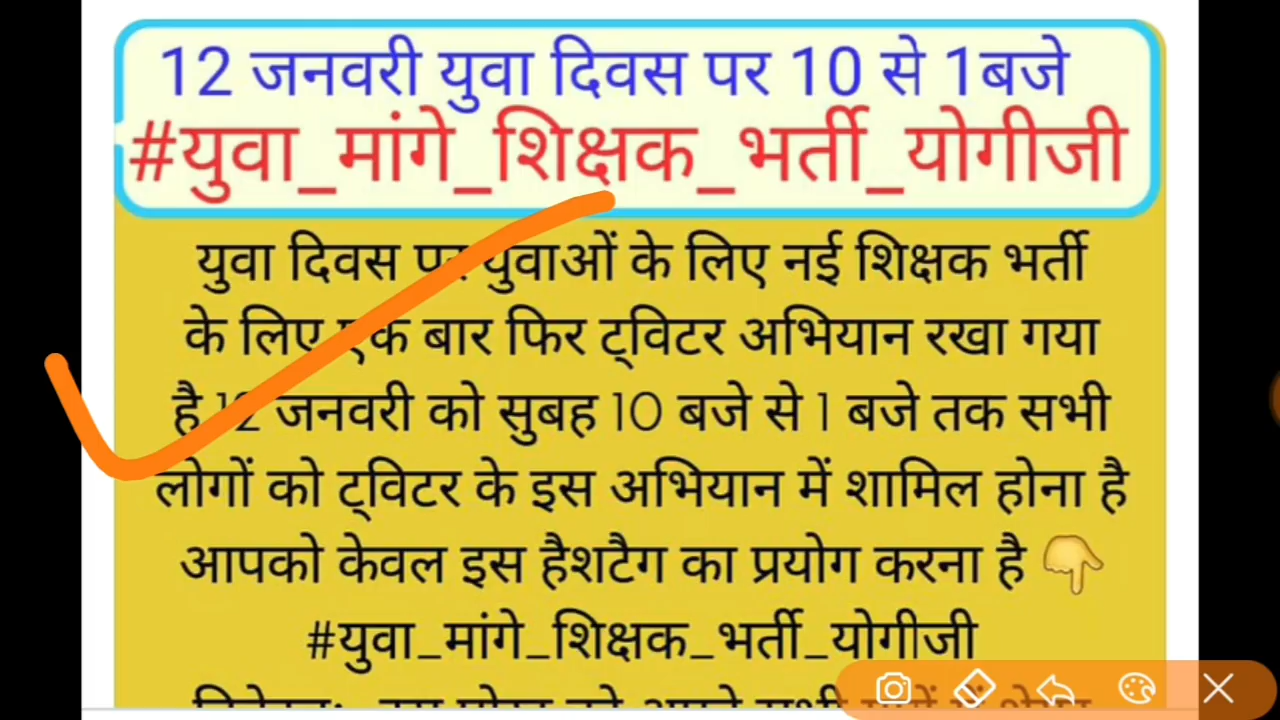 12 जनवरी युवा दिवस पर 10 से 1बजे
#युवा_मांगे_शिक्षक_भर्ती_योगीजी
युवा दिवस पर युवाओं के लिए नई शिक्षक भर्ती
के लिए एक बार फिर ट्विटर अभियान रखा गया
है 12 जनवरी को सुबह 10 बजे से 1 बजे तक सभी
लोगों को ट्विटर के इस अभियान में शामिल होना है
आपको केवल इस हैशटैग का प्रयोग करना है 👇
#युवा_मांगे_शिक्षक_भर्ती_योगीजी